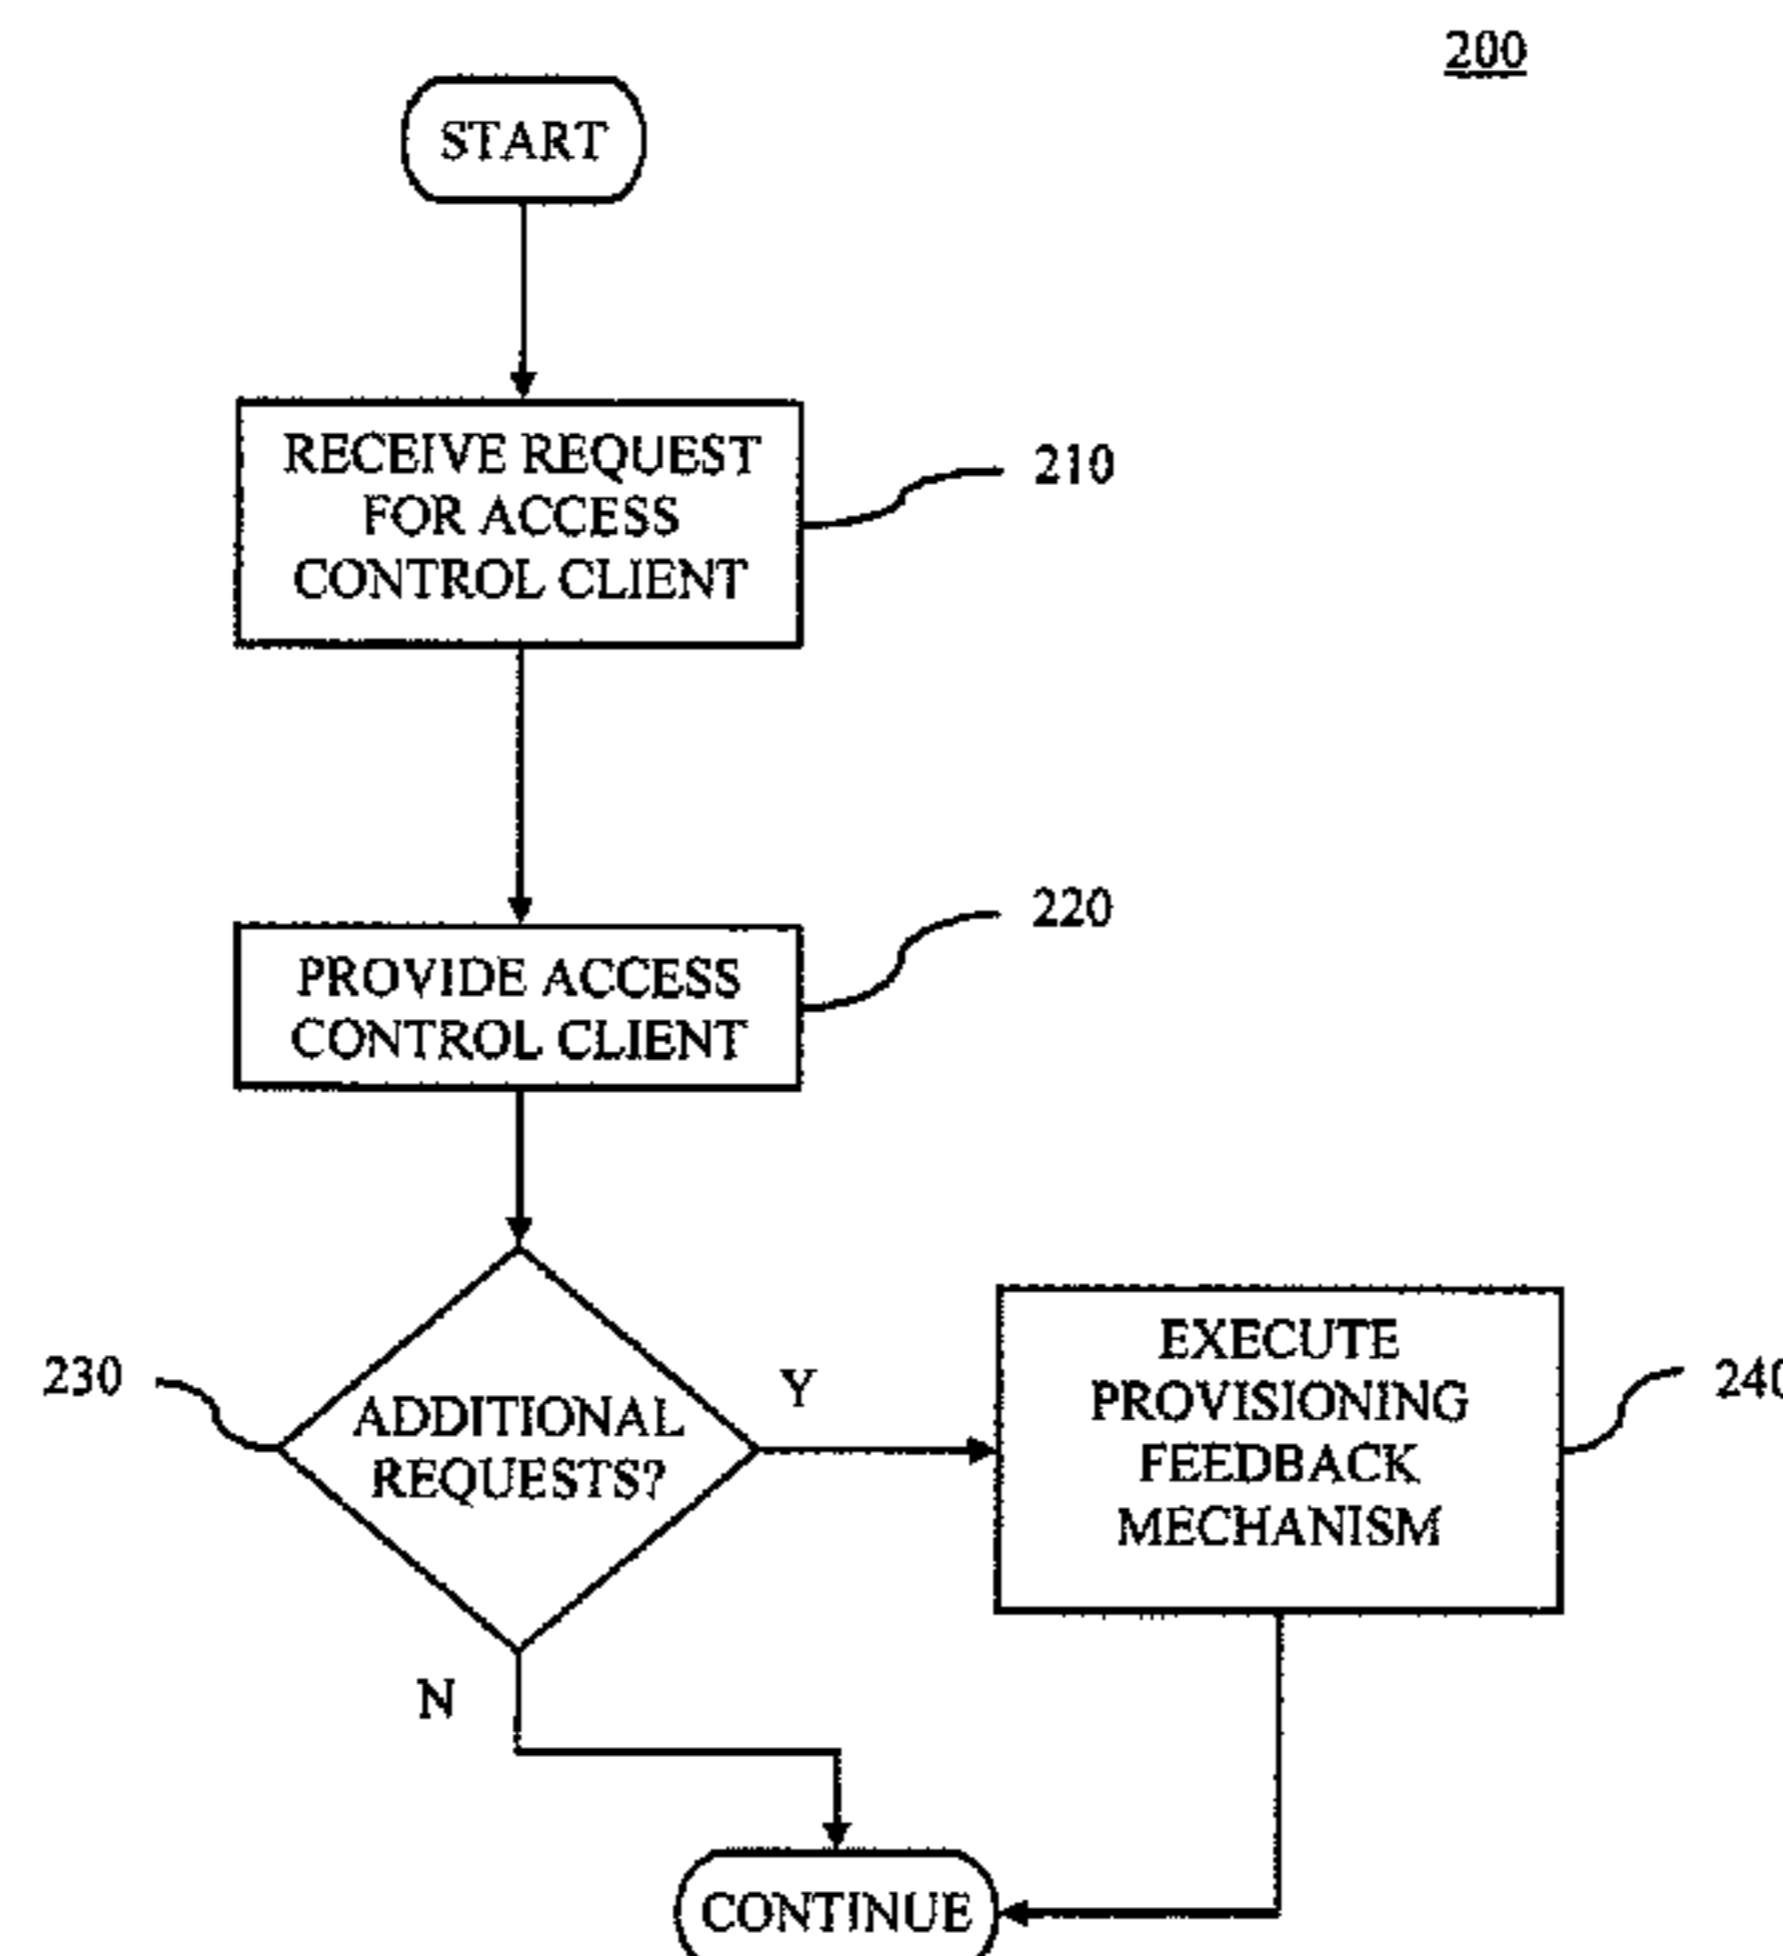 200
START
RECEIVE REQUEST
FOR ACCESS
CONTROL CLIENT
210
PROVIDE ACCESS
CONTROL CLIENT
220
230
ADDITIONAL
REQUESTS?
Y
EXECUTE
PROVISIONING
FEEDBACK
MECHANISM
240
N
CONTINUE